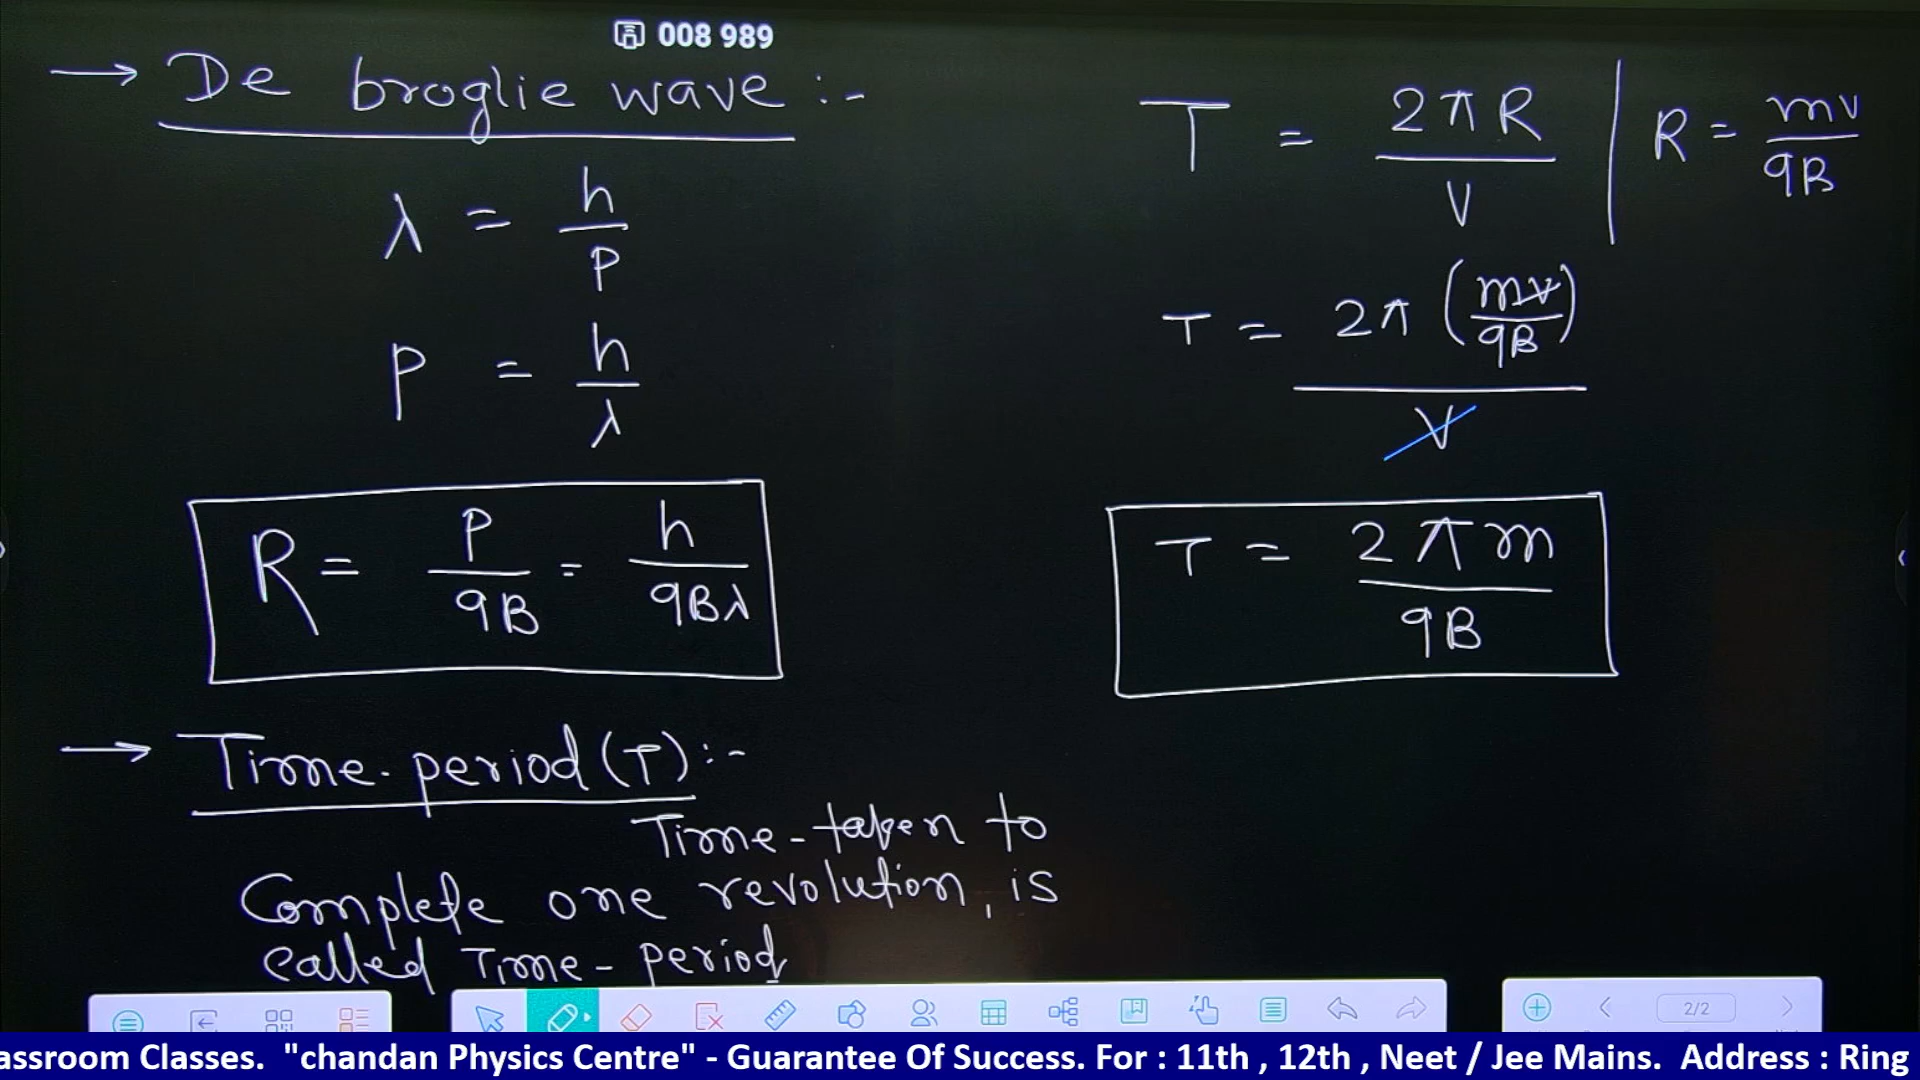 008 989
→ De broglie wave :-
λ = h/P
P = h/λ
R = P/qB = h/qBλ
→ Time-period (T) :-
Time-taken to
Complete one revolution, is
called Time-period
T = 2πR/V | R = mv/qB
T = 2π (mv/qB)/V
T = 2πm/qB
2/2
assroom Classes. "chandan Physics Centre" - Guarantee Of Success. For : 11th , 12th , Neet / Jee Mains. Address : Ring